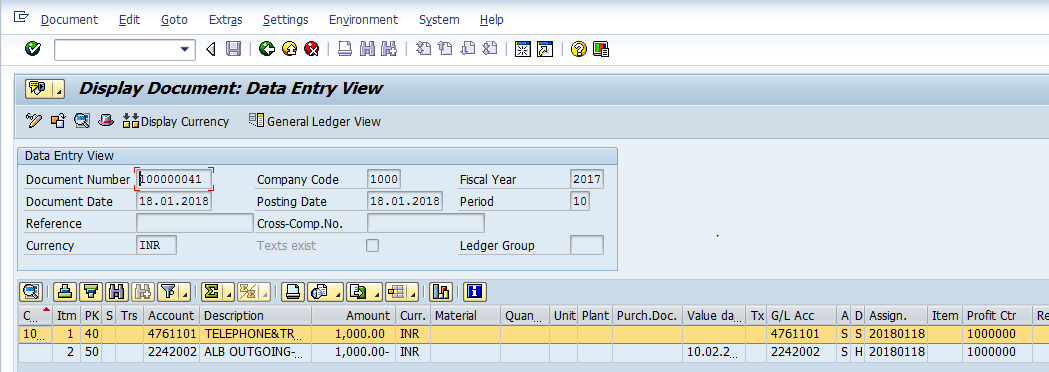 Document Edit Goto Extras Settings Environment System Help
Display Document: Data Entry View
Display Currency General Ledger View
Data Entry View
Document Number 100000041 Company Code 1000 Fiscal Year 2017
Document Date 18.01.2018 Posting Date 18.01.2018 Period 10
Reference Cross-Comp.No.
Currency INR Texts exist Ledger Group
C... Itm PK S Trs Account Description Amount Curr. Material Quan... Unit Plant Purch.Doc. Value da... Tx G/L Acc A D Assign. Item Profit Ctr Re
10... 1 40 4761101 TELEPHONE&TR... 1,000.00 INR 4761101 S S 20180118 1000000
2 50 2242002 ALB OUTGOING-... 1,000.00- INR 10.02.2... 2242002 S H 20180118 1000000